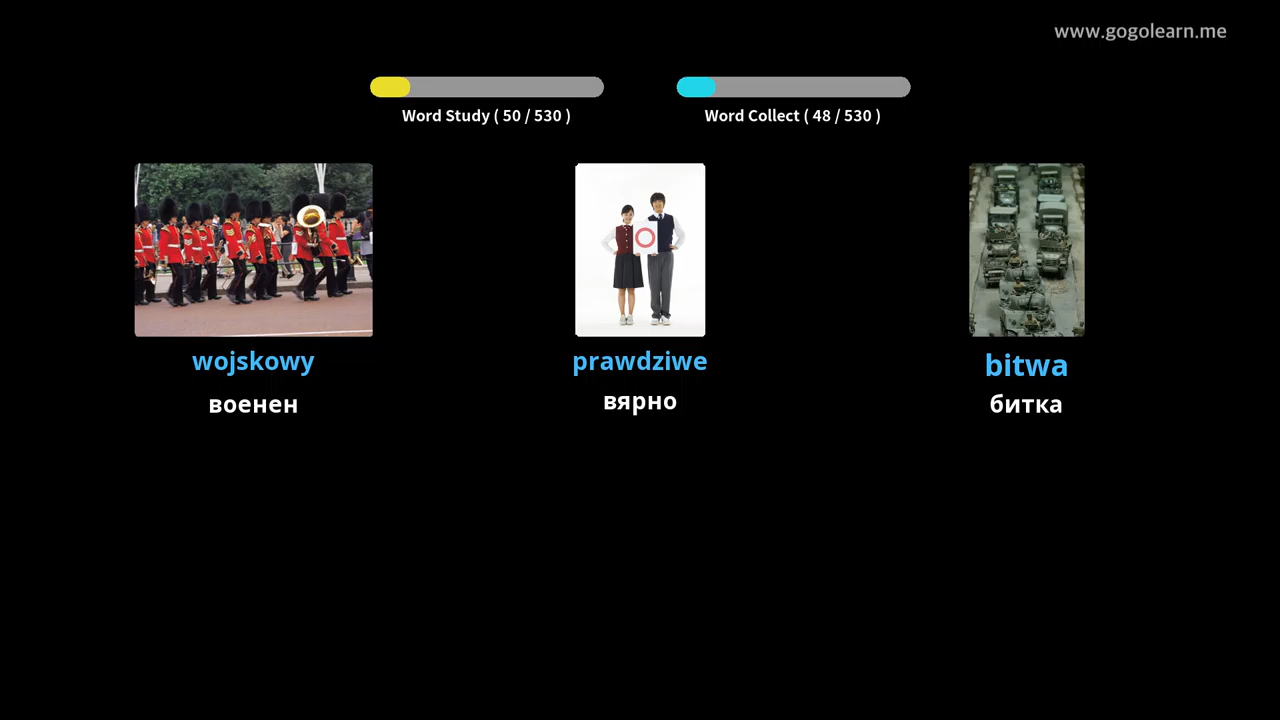 www.gogolearn.me
Word Study ( 50 / 530 )
Word Collect ( 48 / 530 )
wojskowy
военен
prawdziwe
вярно
bitwa
битка